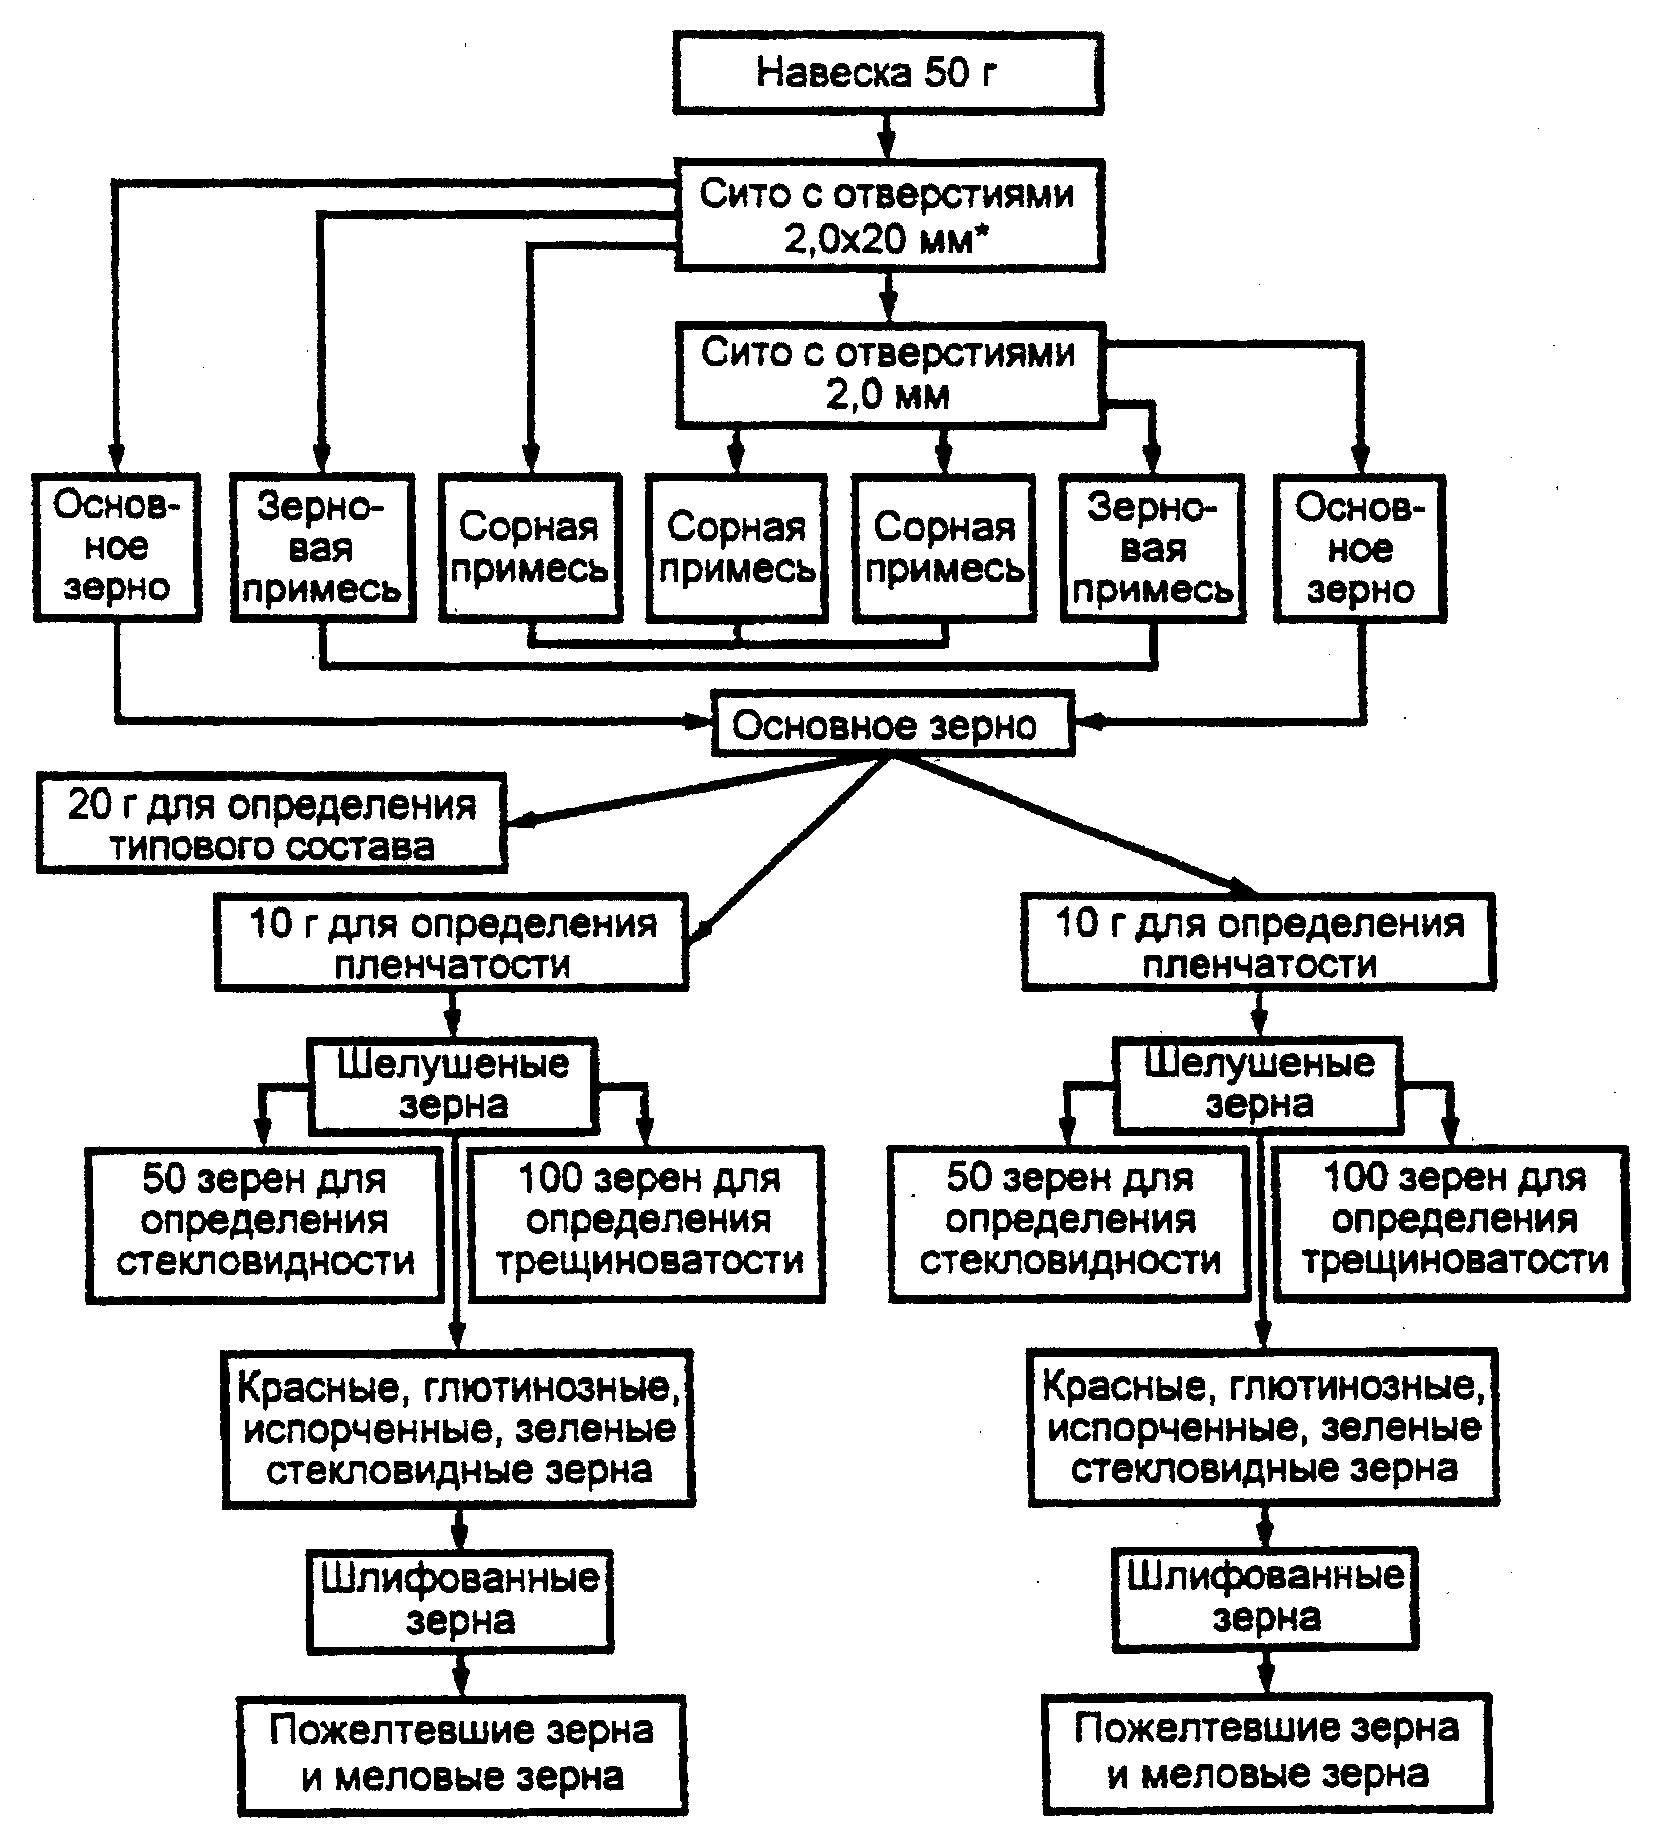 Навеска 50 г
Сито с отверстиями
2,0х20 мм*
Сито с отверстиями
2,0 мм
Основ-
ное
зерно
Зерно-
вая
примесь
Сорная
примесь
Сорная
примесь
Сорная
примесь
Зерно-
вая
примесь
Основ-
ное
зерно
Основное зерно
20 г для определения
типового состава
10 г для определения
пленчатости
10 г для определения
пленчатости
Шелушеные
зерна
Шелушеные
зерна
50 зерен для
определения
стекловидности
100 зерен для
определения
трещиноватости
50 зерен для
определения
стекловидности
100 зерен для
определения
трещиноватости
Красные, глютинозные,
испорченные, зеленые
стекловидные зерна
Красные, глютинозные,
испорченные, зеленые
стекловидные зерна
Шлифованные
зерна
Шлифованные
зерна
Пожелтевшие зерна
и меловые зерна
Пожелтевшие зерна
и меловые зерна